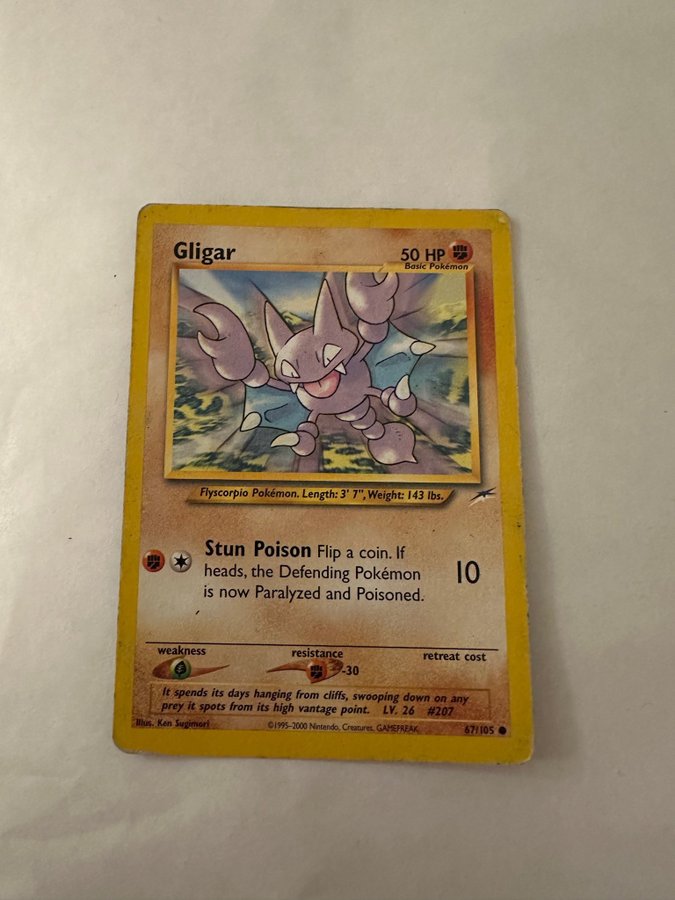 Gligar
50 HP
Basic Pokémon
Flyscorpio Pokémon. Length: 3' 7", Weight: 143 lbs.
Stun Poison Flip a coin. If
heads, the Defending Pokémon
is now Paralyzed and Poisoned.
10
weakness
resistance
retreat cost
-30
It spends its days hanging from cliffs, swooping down on any
prey it spots from its high vantage point. LV. 26 #207
Illus. Ken Sugimori
©1995-2000 Nintendo, Creatures, GAMEFREAK.
67/105